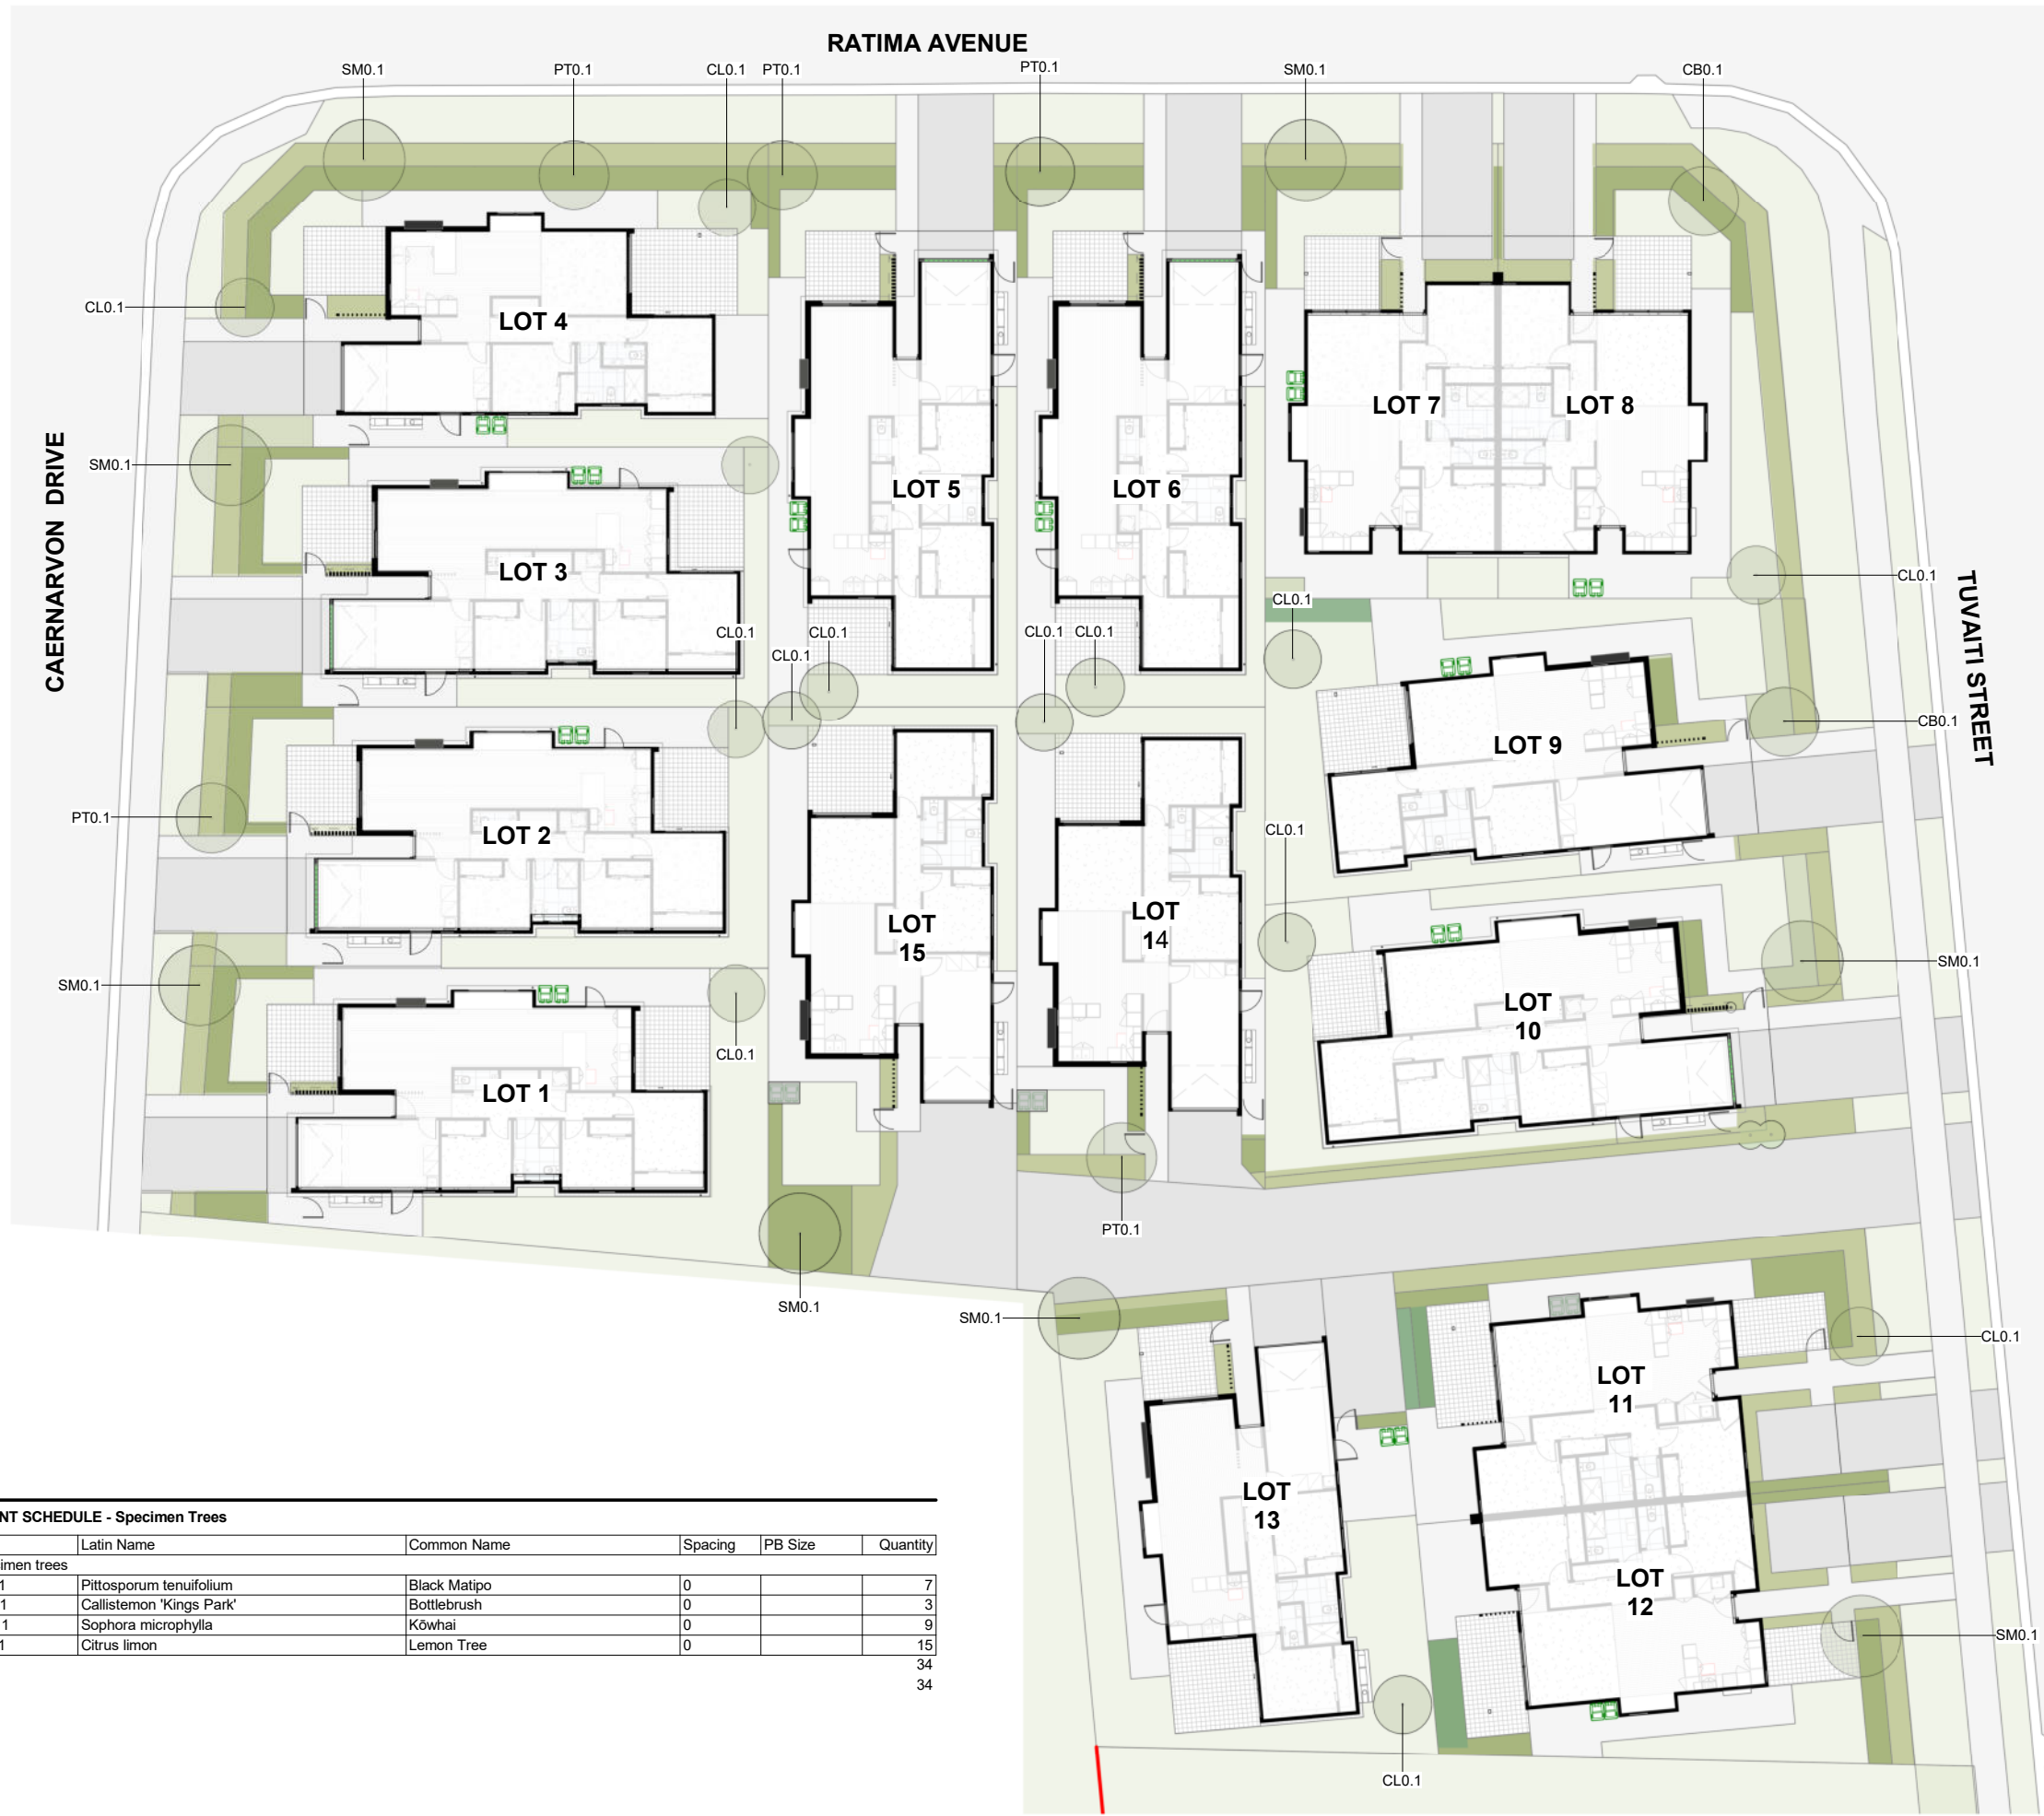 RATIMA AVENUE
SM0.1
PT0.1
CL0.1
PT0.1
PT0.1
SM0.1
CB0.1
CL0.1
LOT 4
LOT 7
LOT 8
CAERNARVON DRIVE
SM0.1
LOT 5
LOT 6
LOT 3
CL0.1
CL0.1
TUVAITI STREET
CL0.1
CL0.1
CL0.1
CL0.1
CL0.1
CB0.1
LOT 9
PT0.1
LOT 2
CL0.1
LOT
15
LOT
14
SM0.1
SM0.1
LOT
10
CL0.1
LOT 1
PT0.1
SM0.1
SM0.1
CL0.1
LOT
11
LOT
13
LOT
12
SM0.1
CL0.1
NT SCHEDULE - Specimen Trees
Latin Name Common Name Spacing PB Size Quantity
imen trees
1 Pittosporum tenuifolium Black Matipo 0 7
1 Callistemon 'Kings Park' Bottlebrush 0 3
1 Sophora microphylla Kōwhai 0 9
1 Citrus limon Lemon Tree 0 15
34
34